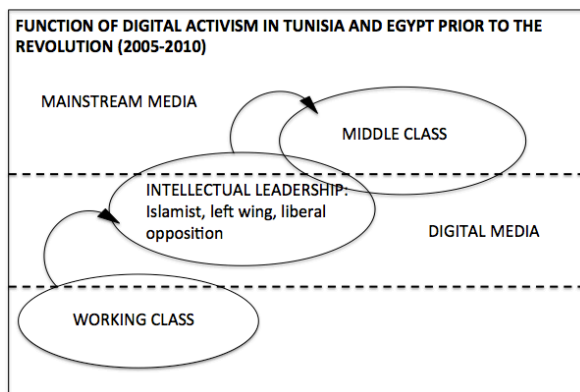 FUNCTION OF DIGITAL ACTIVISM IN TUNISIA AND EGYPT PRIOR TO THE
REVOLUTION (2005-2010)
MAINSTREAM MEDIA
MIDDLE CLASS
INTELLECTUAL LEADERSHIP:
Islamist, left wing, liberal
opposition
DIGITAL MEDIA
WORKING CLASS